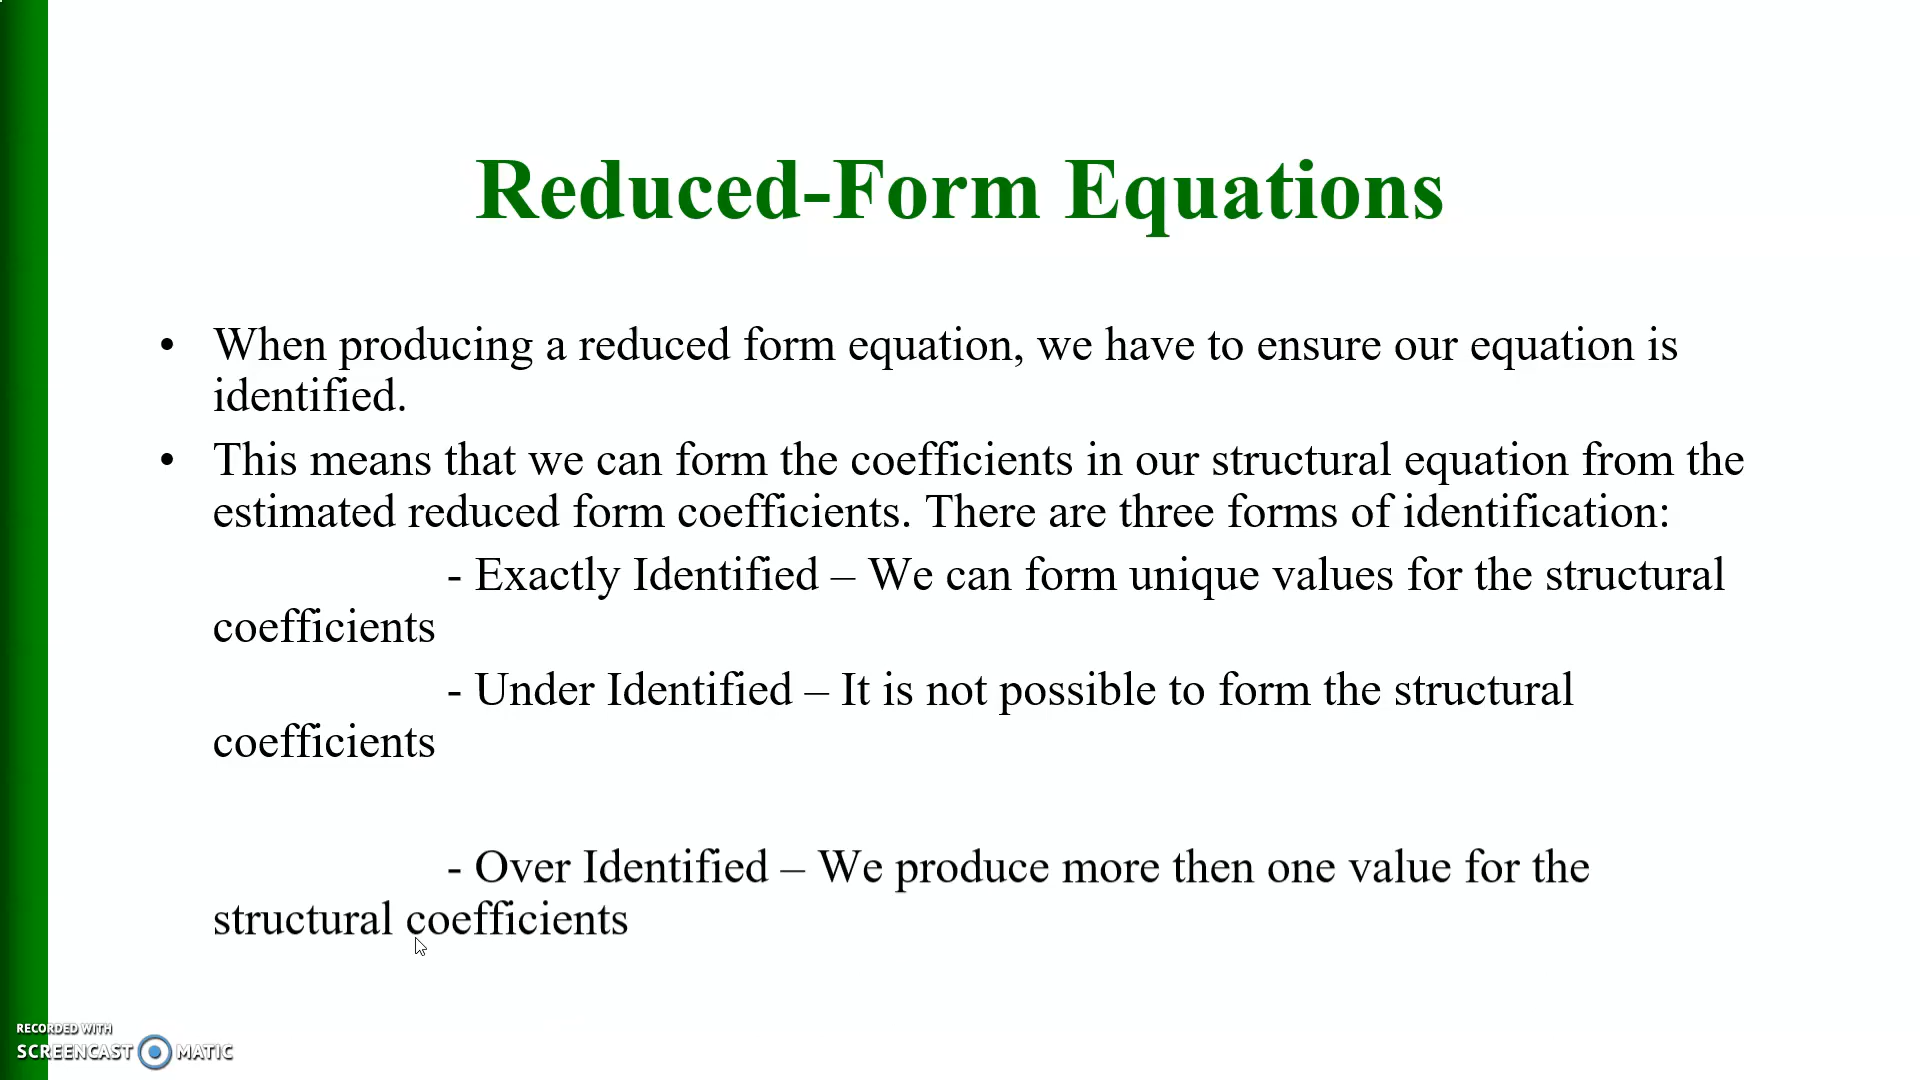 Reduced-Form Equations
• When producing a reduced form equation, we have to ensure our equation is
identified.
• This means that we can form the coefficients in our structural equation from the
estimated reduced form coefficients. There are three forms of identification:
- Exactly Identified – We can form unique values for the structural
coefficients
- Under Identified – It is not possible to form the structural
coefficients
- Over Identified – We produce more then one value for the
structural coefficients
RECORDED WITH
SCREENCAST MATIC